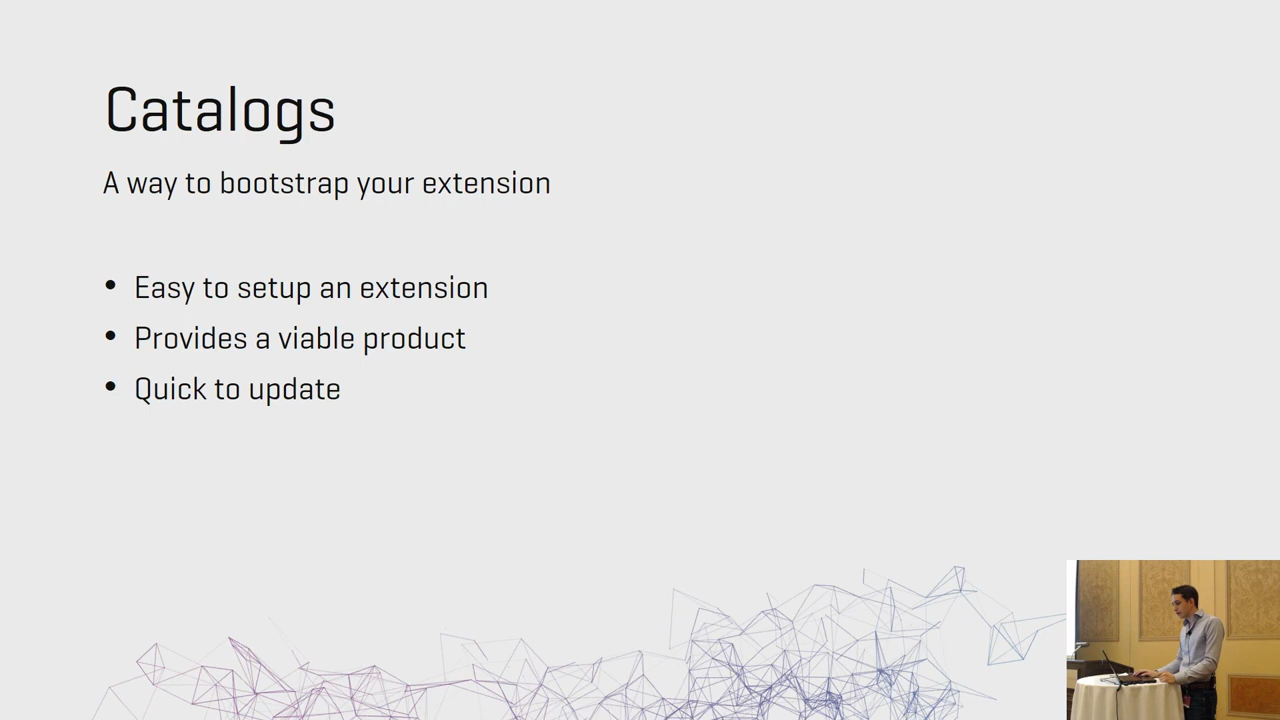 Catalogs
A way to bootstrap your extension
• Easy to setup an extension
• Provides a viable product
• Quick to update